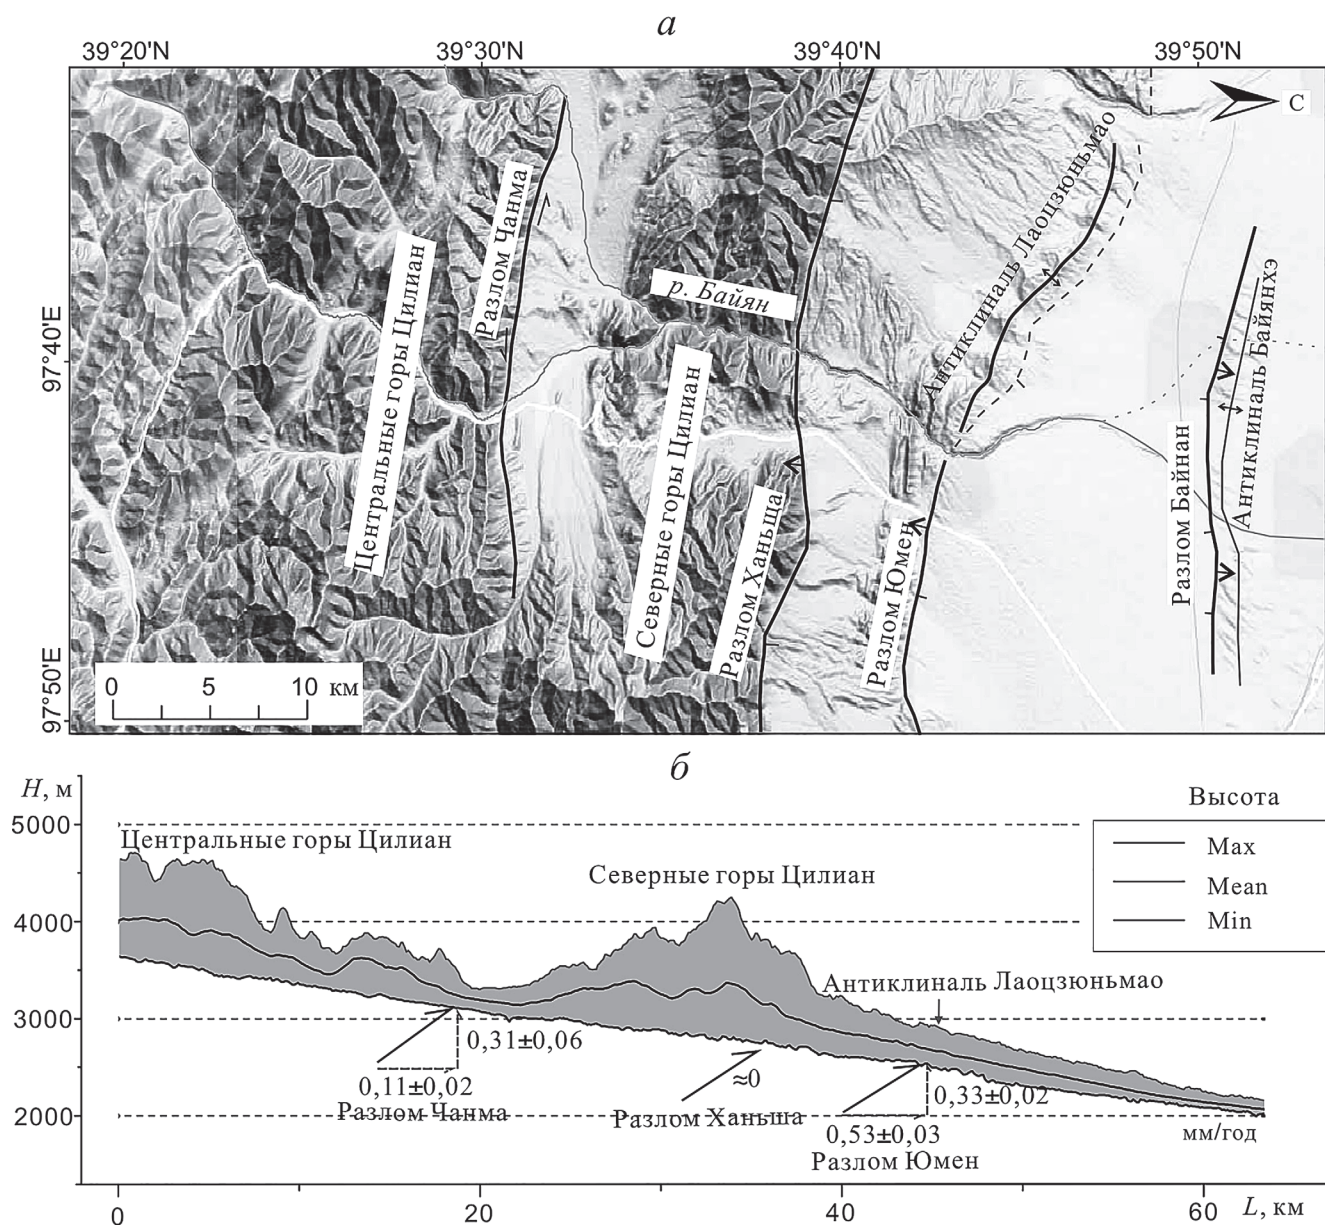 а
39°20'N 39°30'N 39°40'N 39°50'N
С
97°40'E
97°50'E
Центральные горы Цилиан
Разлом Чанма
р. Байян
Северные горы Цилиан
Разлом Ханьща
Разлом Юмен
Антиклиналь Лаоцзюньмао
Разлом Байнан
Антиклиналь Байянхэ
0 5 10 км
б
H, м
5000
4000
3000
2000
Центральные горы Цилиан
Северные горы Цилиан
Антиклиналь Лаоцзюньмао
Высота
Max
Mean
Min
0,31±0,06
0,11±0,02
Разлом Чанма
≈0
Разлом Ханьша
0,33±0,02
0,53±0,03
Разлом Юмен
мм/год
0 20 40 60 L, км